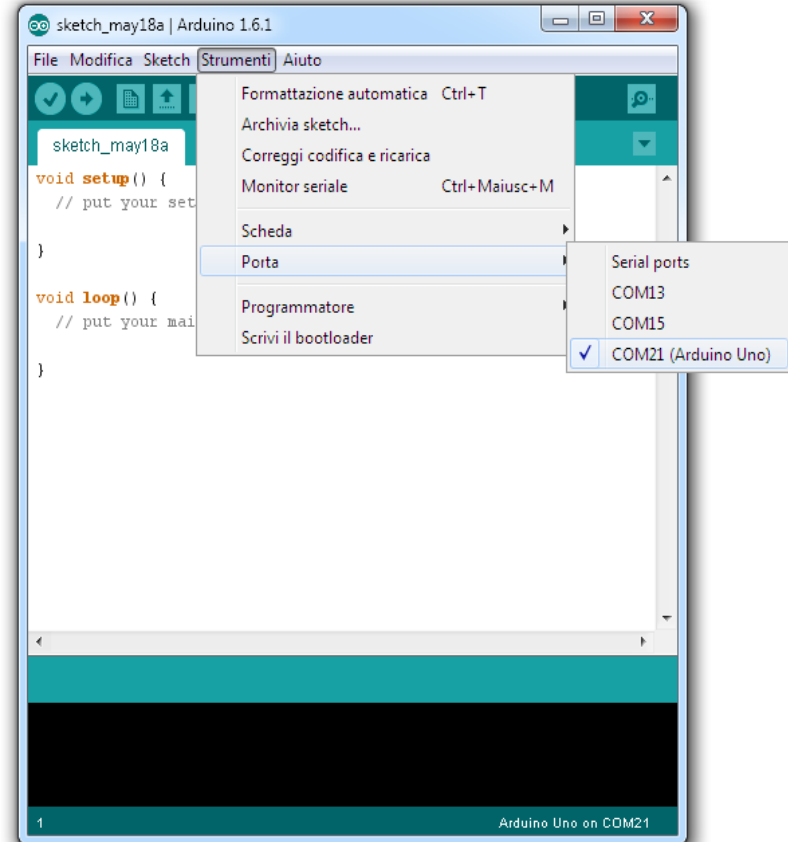 sketch_may18a | Arduino 1.6.1
File Modifica Sketch Strumenti Aiuto
Formattazione automatica Ctrl+T
Archivia sketch...
Correggi codifica e ricarica
Monitor seriale Ctrl+Maiusc+M
Scheda
Porta
Programmatore
Scrivi il bootloader
Serial ports
COM13
COM15
COM21 (Arduino Uno)
sketch_may18a
void setup() {
// put your set
}
void loop() {
// put your mai
}
1 Arduino Uno on COM21